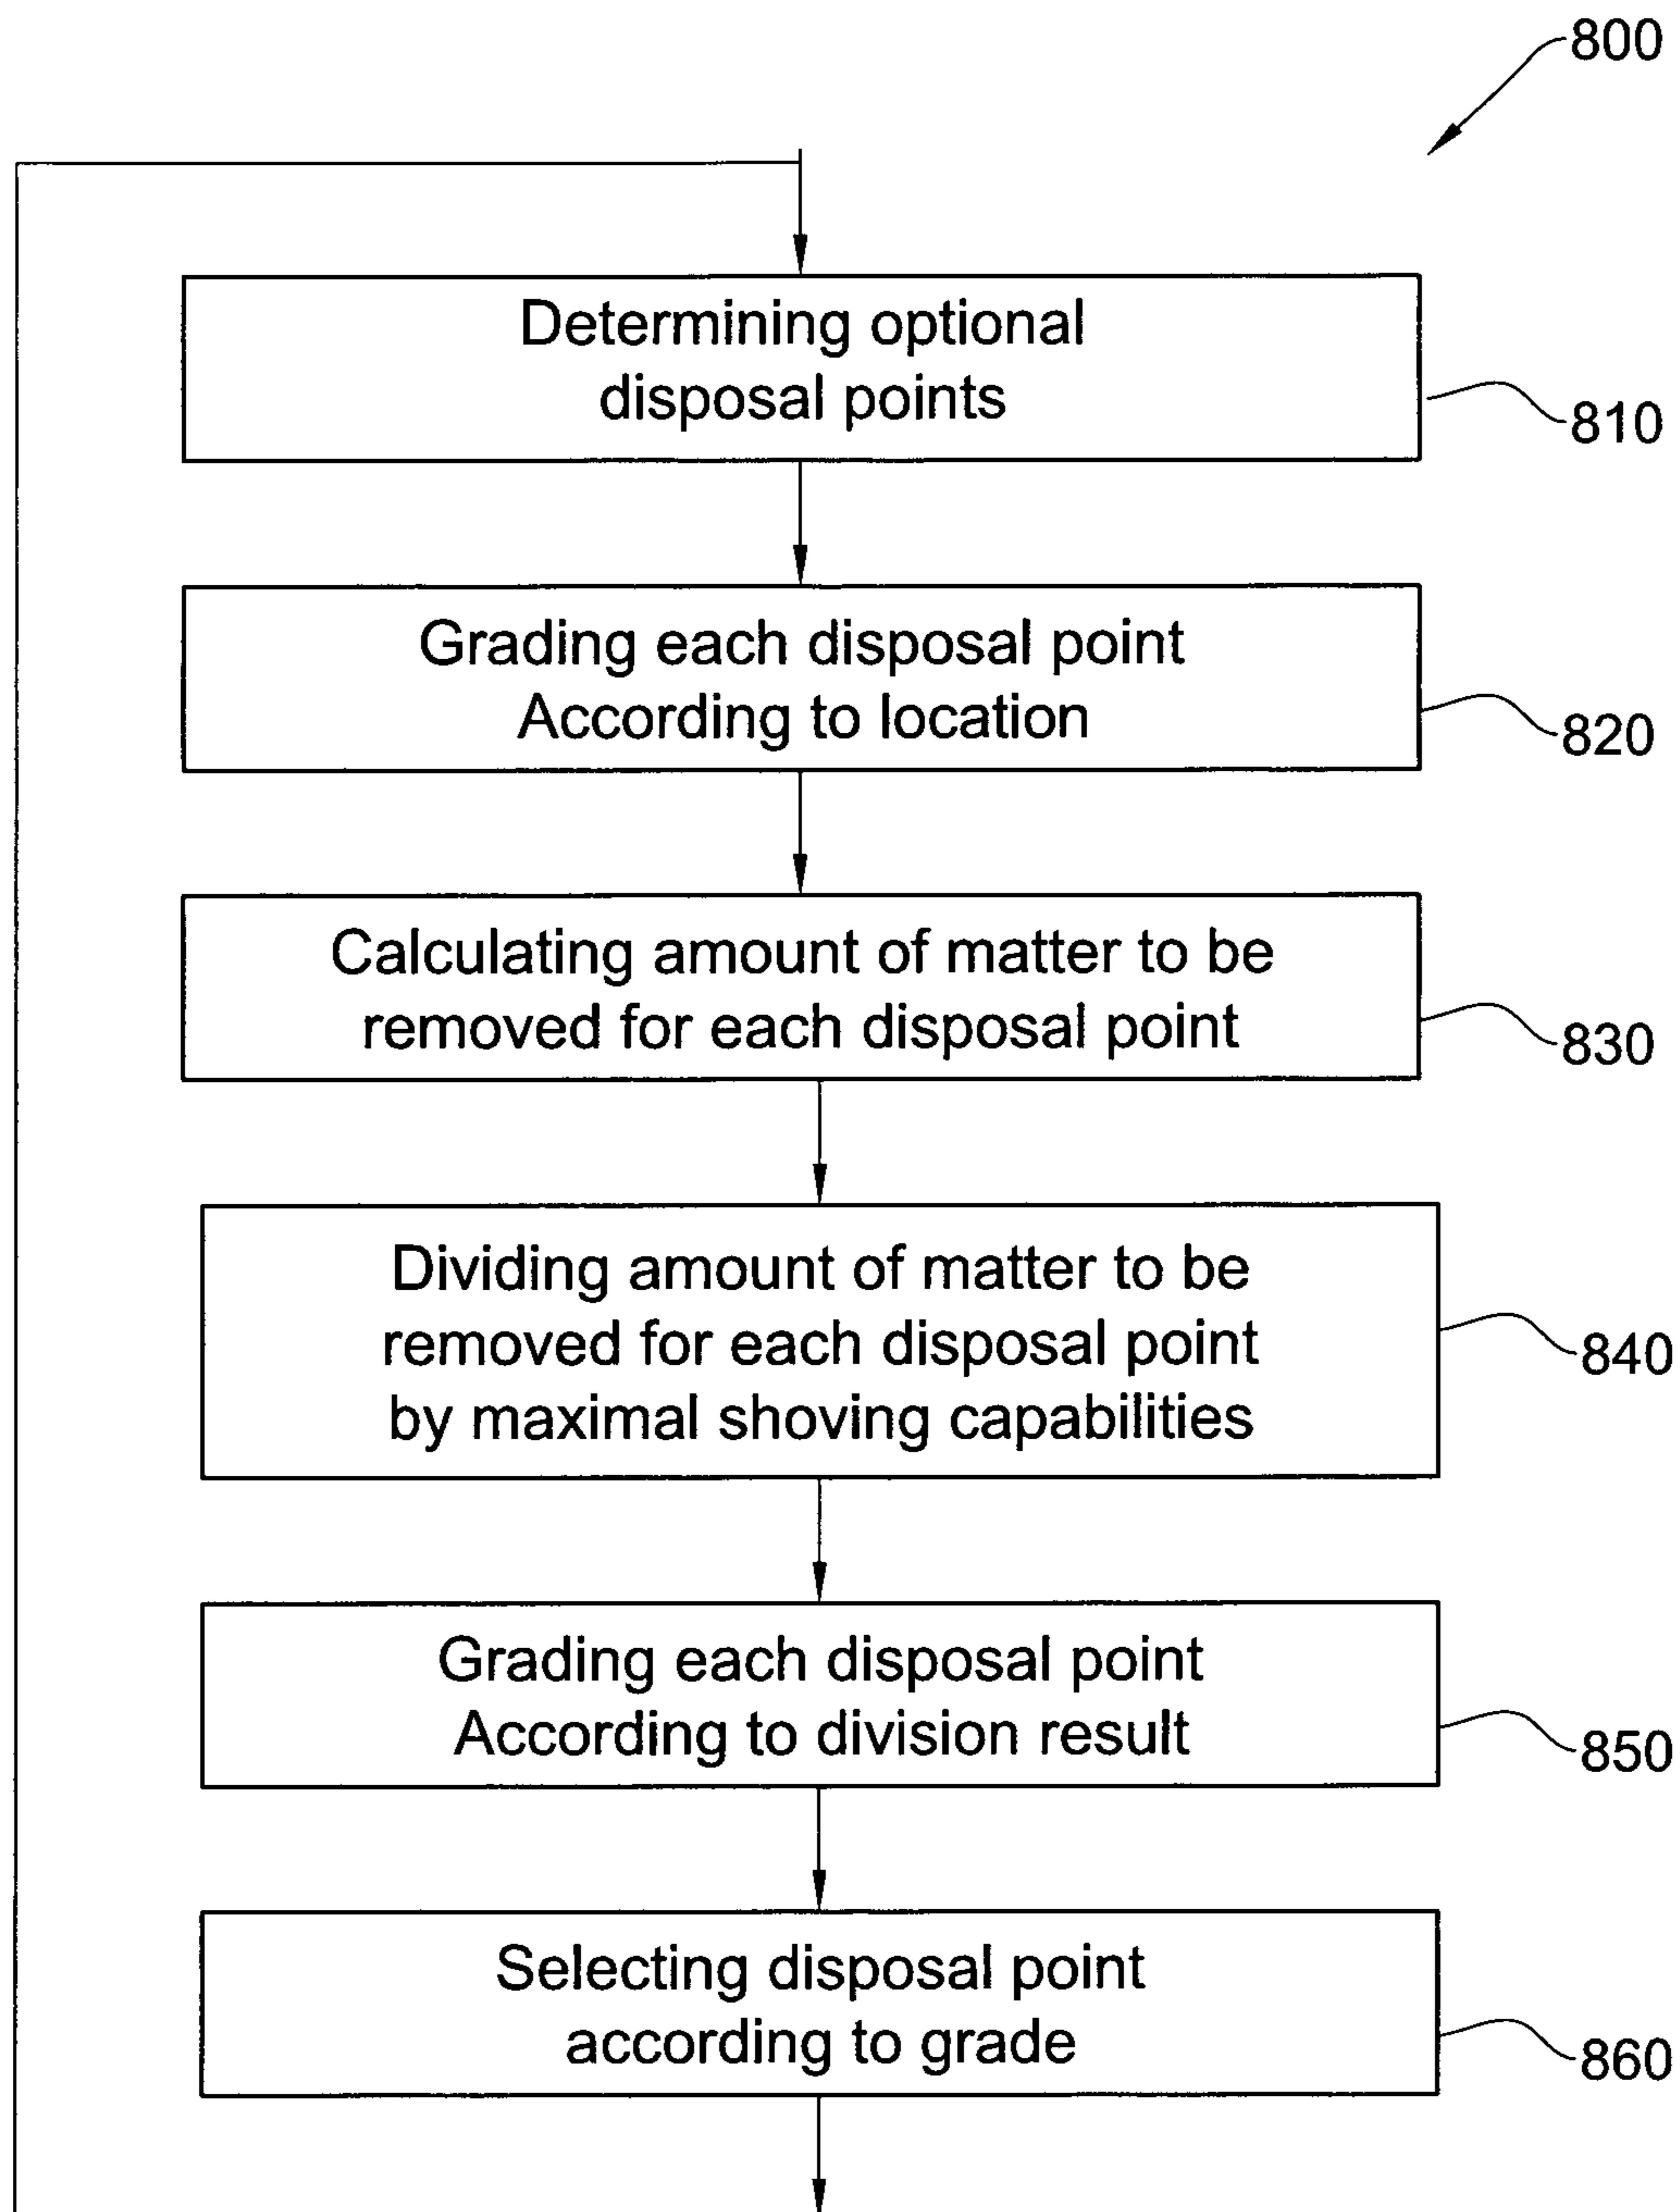 800
Determining optional
disposal points
810
Grading each disposal point
According to location
820
Calculating amount of matter to be
removed for each disposal point
830
Dividing amount of matter to be
removed for each disposal point
by maximal shoving capabilities
840
Grading each disposal point
According to division result
850
Selecting disposal point
according to grade
860